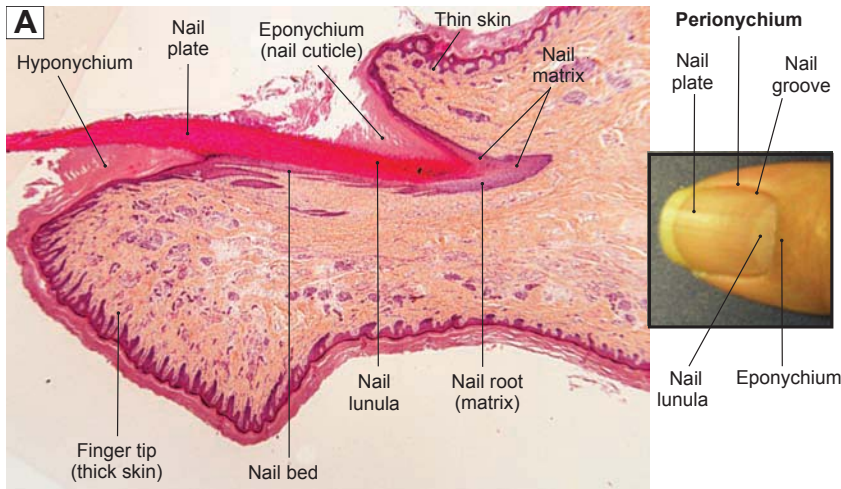 A
Nail
plate
Hyponychium
Eponychium
(nail cuticle)
Thin skin
Nail
matrix
Finger tip
(thick skin)
Nail bed
Nail
lunula
Nail root
(matrix)
Perionychium
Nail
plate
Nail
groove
Nail
lunula
Eponychium